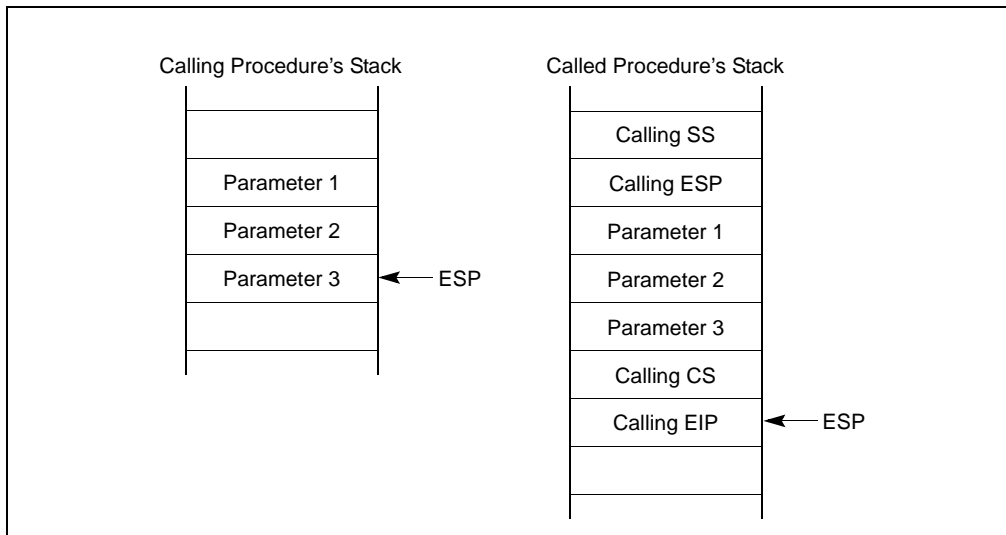 Calling Procedure's Stack
Parameter 1
Parameter 2
Parameter 3
ESP
Called Procedure's Stack
Calling SS
Calling ESP
Parameter 1
Parameter 2
Parameter 3
Calling CS
Calling EIP
ESP